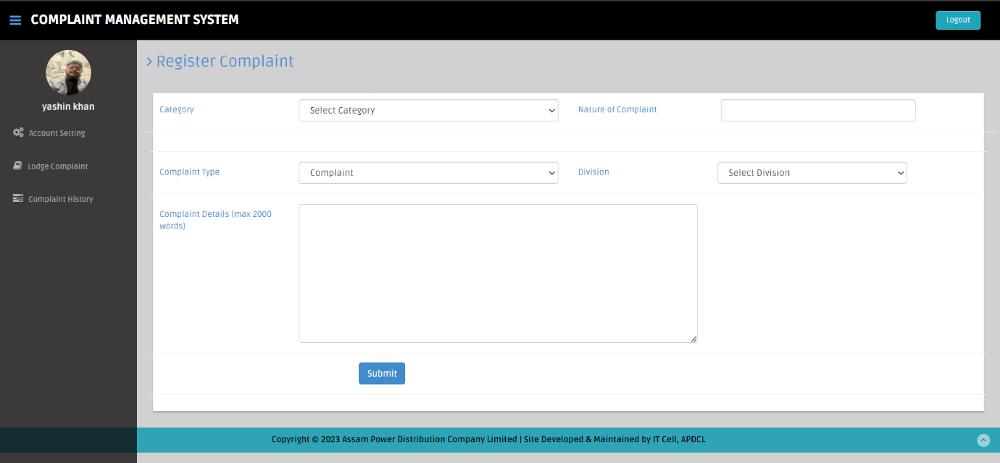 COMPLAINT MANAGEMENT SYSTEM
Logout
yashin khan
Account Setting
Lodge Complaint
Complaint History
Register Complaint
Category
Select Category
Nature of Complaint
Complaint Type
Complaint
Division
Select Division
Complaint Details (max 2000
words)
Submit
Copyright © 2023 Assam Power Distribution Company Limited | Site Developed & Maintained by IT Cell, APDCL